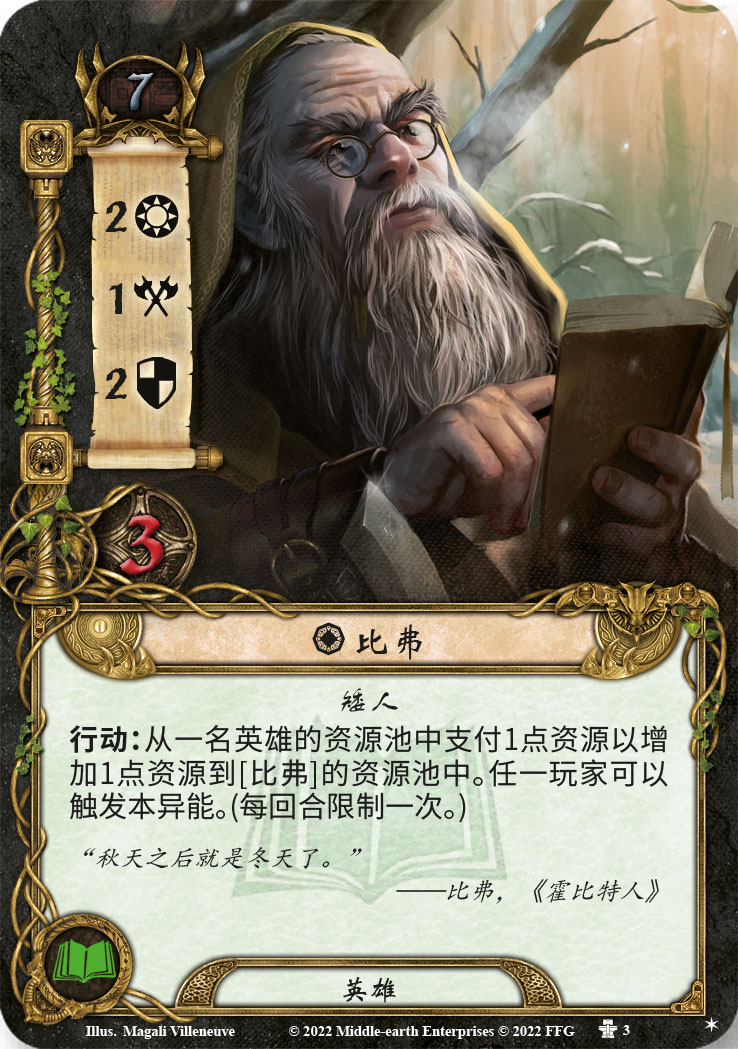 7
2
1
2
3
比弗
矮人
行动:从一名英雄的资源池中支付1点资源以增
加1点资源到[比弗]的资源池中。任一玩家可以
触发本异能。(每回合限制一次。)
“秋天之后就是冬天了。”
——比弗，《霍比特人》
英雄
Illus. Magali Villeneuve © 2022 Middle-earth Enterprises © 2022 FFG 3